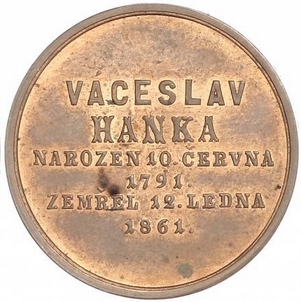 VÁCESLAV
HANKA
NAROZEN 10. ČERVNA
1791.
ZEMŘEL 12. LEDNA
1861.